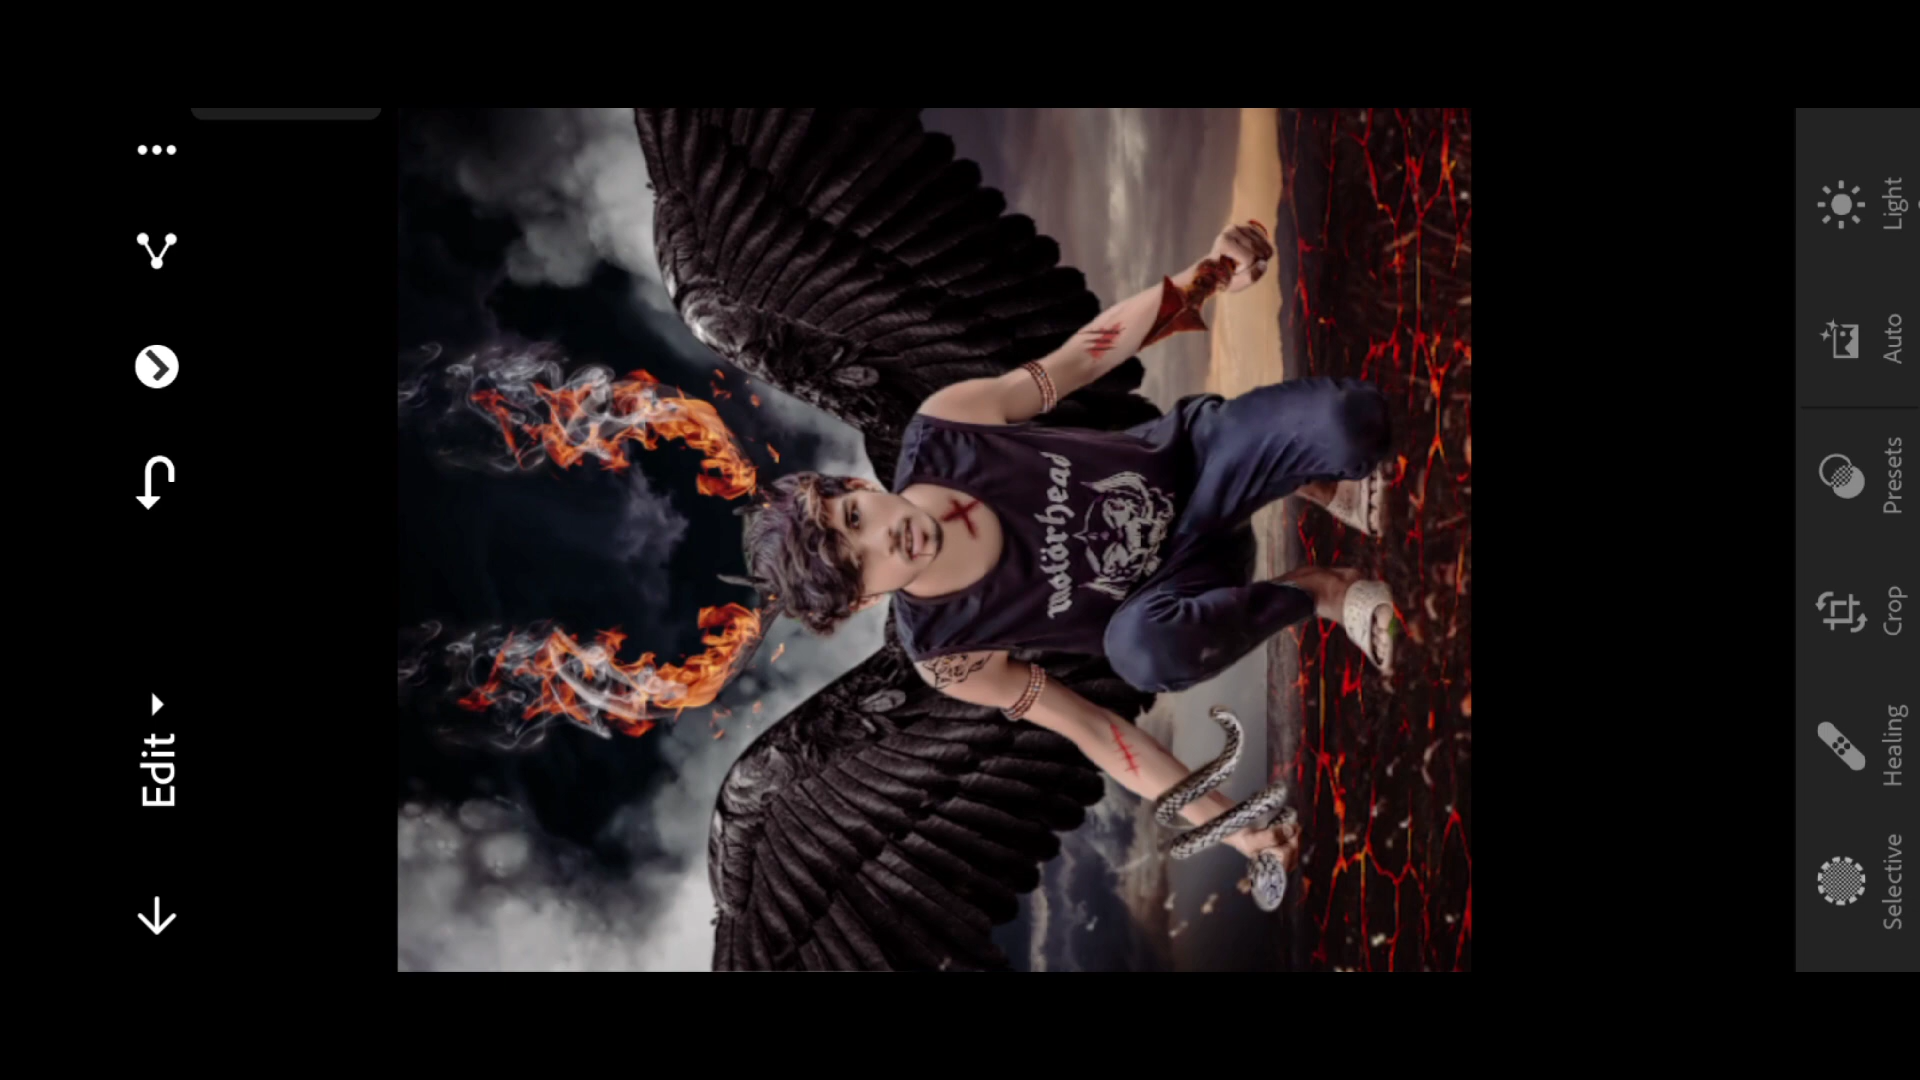 Edit
motörhead
Selective
Healing
Crop
Presets
Auto
Light